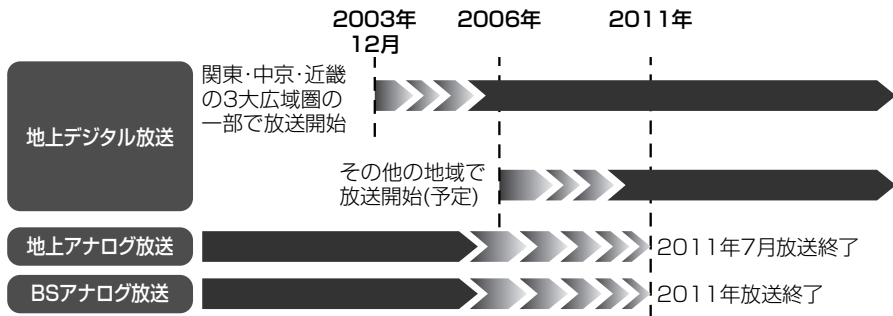 2003年
12月
2006年
2011年
地上デジタル放送
関東・中京・近畿
の3大広域圏の
一部で放送開始
その他の地域で
放送開始(予定)
地上アナログ放送
2011年7月放送終了
BSアナログ放送
2011年放送終了